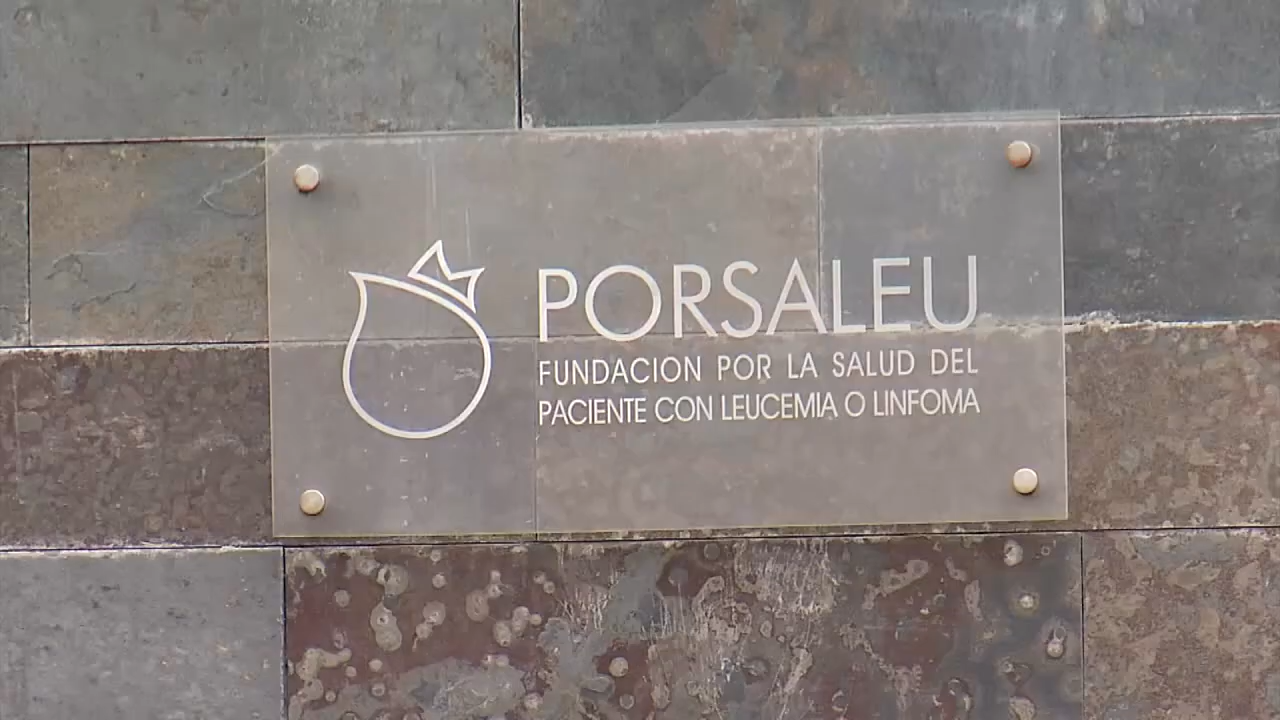 PORSALEU
FUNDACION POR LA SALUD DEL
PACIENTE CON LEUCEMIA O LINFOMA